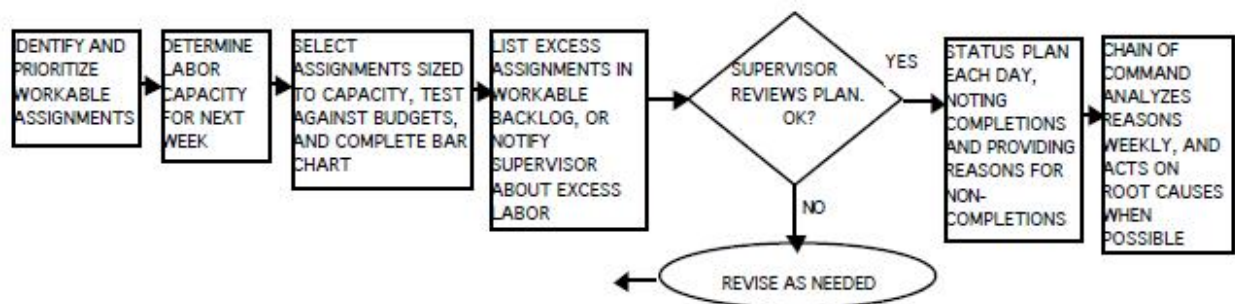 IDENTIFY AND
PRIORITIZE
WORKABLE
ASSIGNMENTS
DETERMINE
LABOR
CAPACITY
FOR NEXT
WEEK
SELECT
ASSIGNMENTS SIZED
TO CAPACITY, TEST
AGAINST BUDGETS,
AND COMPLETE BAR
CHART
LIST EXCESS
ASSIGNMENTS IN
WORKABLE
BACKLOG, OR
NOTIFY
SUPERVISOR
ABOUT EXCESS
LABOR
SUPERVISOR
REVIEWS PLAN.
OK?
YES
NO
REVISE AS NEEDED
STATUS PLAN
EACH DAY,
NOTING
COMPLETIONS
AND PROVIDING
REASONS FOR
NON-
COMPLETIONS
CHAIN OF
COMMAND
ANALYZES
REASONS
WEEKLY, AND
ACTS ON
ROOT CAUSES
WHEN
POSSIBLE